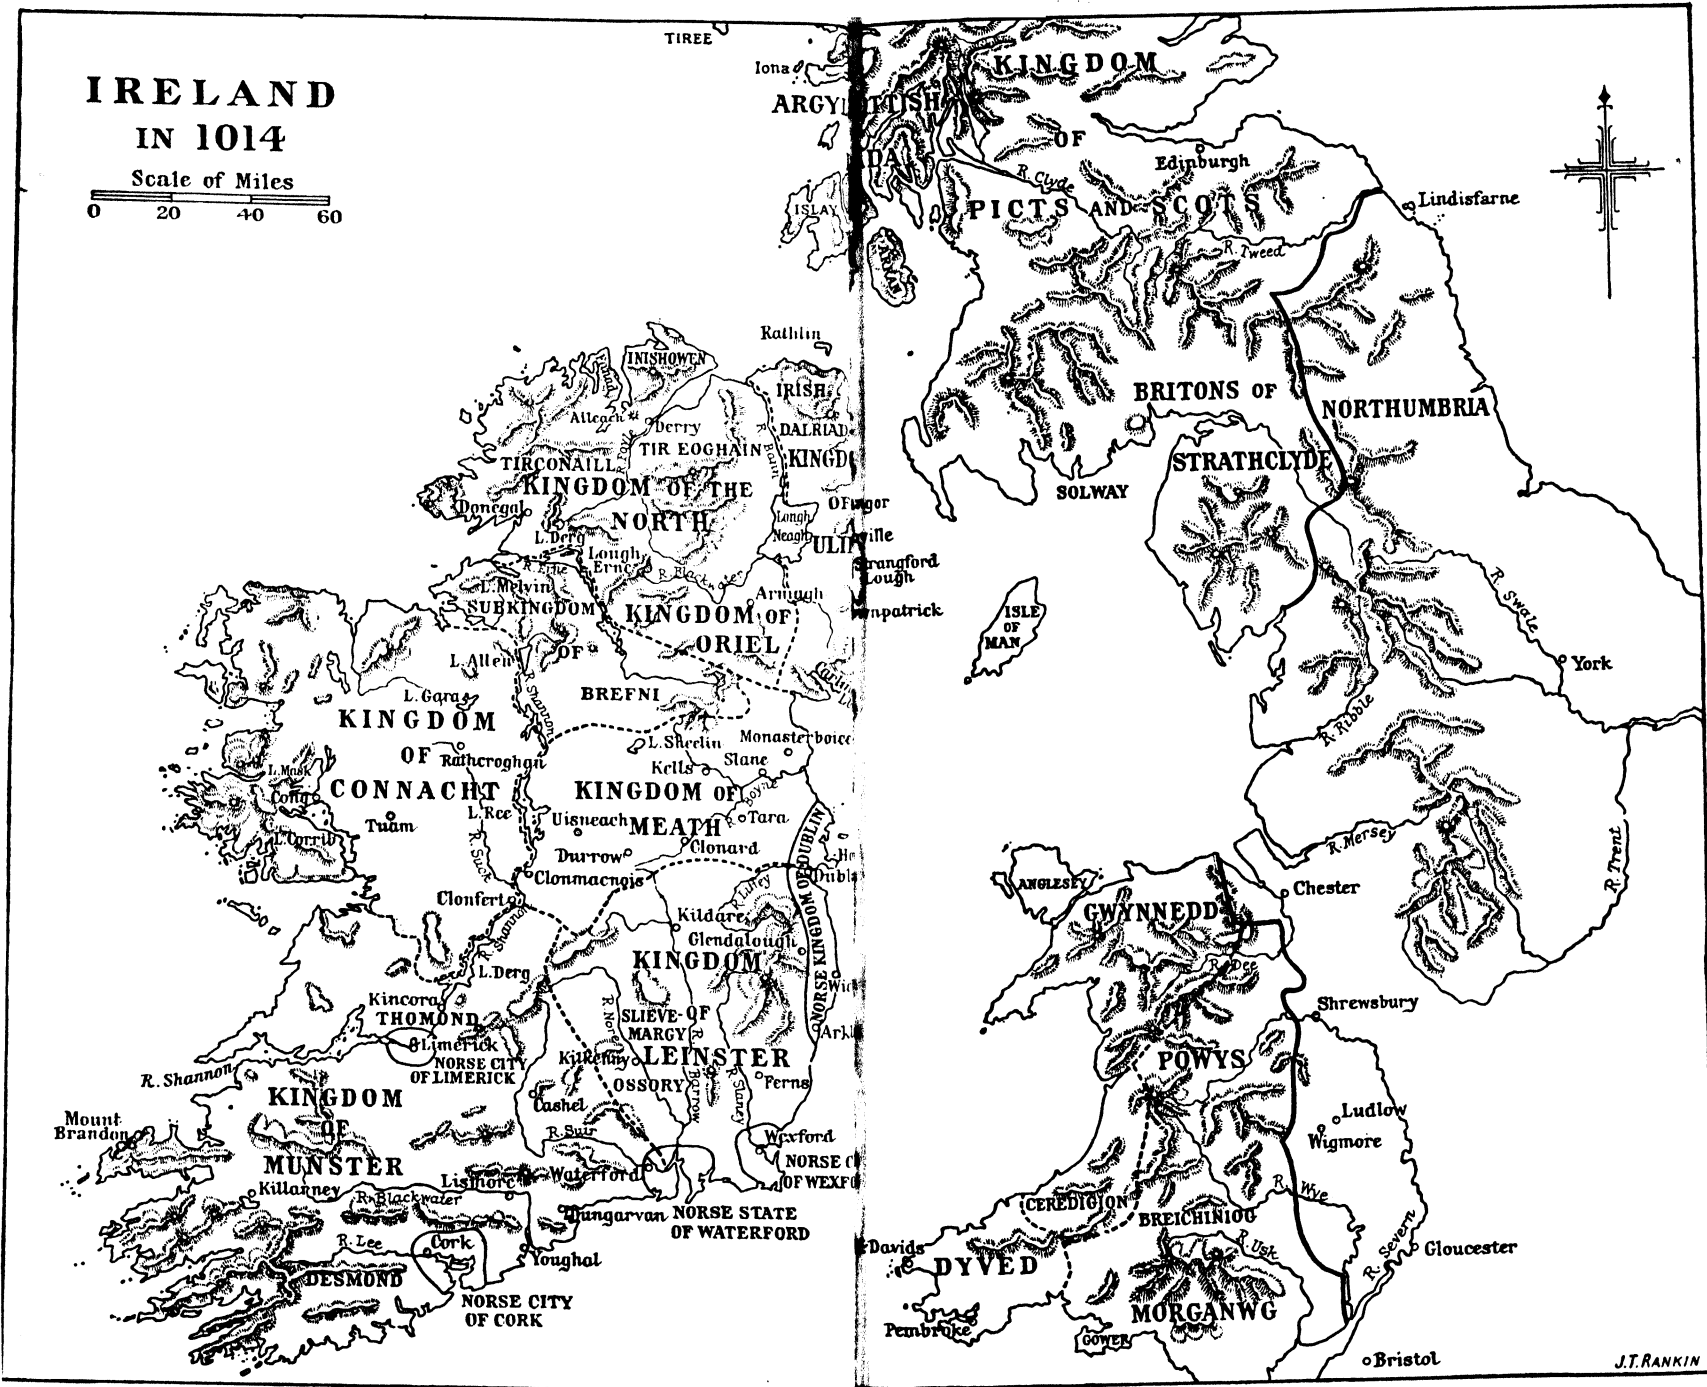 IRELAND
IN 1014
Scale of Miles
0 20 40 60
TIREE
Iona
KINGDOM
OF
PICTS AND SCOTS
Edinburgh
R. Clyde
Lindisfarne
R. Tweed
ISLAY
ARRAN
Rathlin
INISHOWEN
IRISH
Aileach
Derry
R. Foyle
R. Bann
TIR EOGHAIN
TIRCONAILL
KINGDOM OF THE
NORTH
Donegal
L. Derg
Lough
Neagh
Lough
Erne
R. Erne
R. Blackwater
L. Melvin
Armagh
Strangford
Lough
SUBKINGDOM
OF
BREFNI
KINGDOM OF
ORIEL
L. Allen
R. Shannon
L. Gara
KINGDOM
OF
CONNACHT
Rathcroghan
L. Mask
Cong
L. Corrib
Tuam
L. Ree
R. Suck
L. Sheelin
Monasterboice
Kells
Slane
R. Boyne
KINGDOM OF
MEATH
Uisneach
Tara
Durrow
Clonard
Clonmacnois
Clonfert
R. Shannon
L. Derg
NORSE KINGDOM OF DUBLIN
R. Liffey
Kildare
Glendalough
KINGDOM
OF
LEINSTER
SLIEVE-
MARGY
R. Nore
R. Barrow
R. Slaney
Kilkenny
OSSORY
Ferns
Kincora
THOMOND
Limerick
NORSE CITY
OF LIMERICK
R. Shannon
KINGDOM
OF
MUNSTER
Mount
Brandon
Cashel
R. Suir
Wexford
Killarney
Lismore
Waterford
R. Blackwater
Dungarvan
NORSE STATE
OF WATERFORD
R. Lee
Cork
Youghal
DESMOND
NORSE CITY
OF CORK
BRITONS OF
STRATHCLYDE
NORTHUMBRIA
SOLWAY
ISLE
OF
MAN
R. Swale
York
R. Ribble
R. Mersey
R. Trent
ANGLESEY
Chester
GWYNNEDD
R. Dee
Shrewsbury
POWYS
Ludlow
Wigmore
R. Wye
CEREDIGION
BREICHINIOG
Davids
DYVED
R. Usk
R. Severn
Gloucester
MORGANWG
Pembroke
GOWER
Bristol
J.T. RANKIN